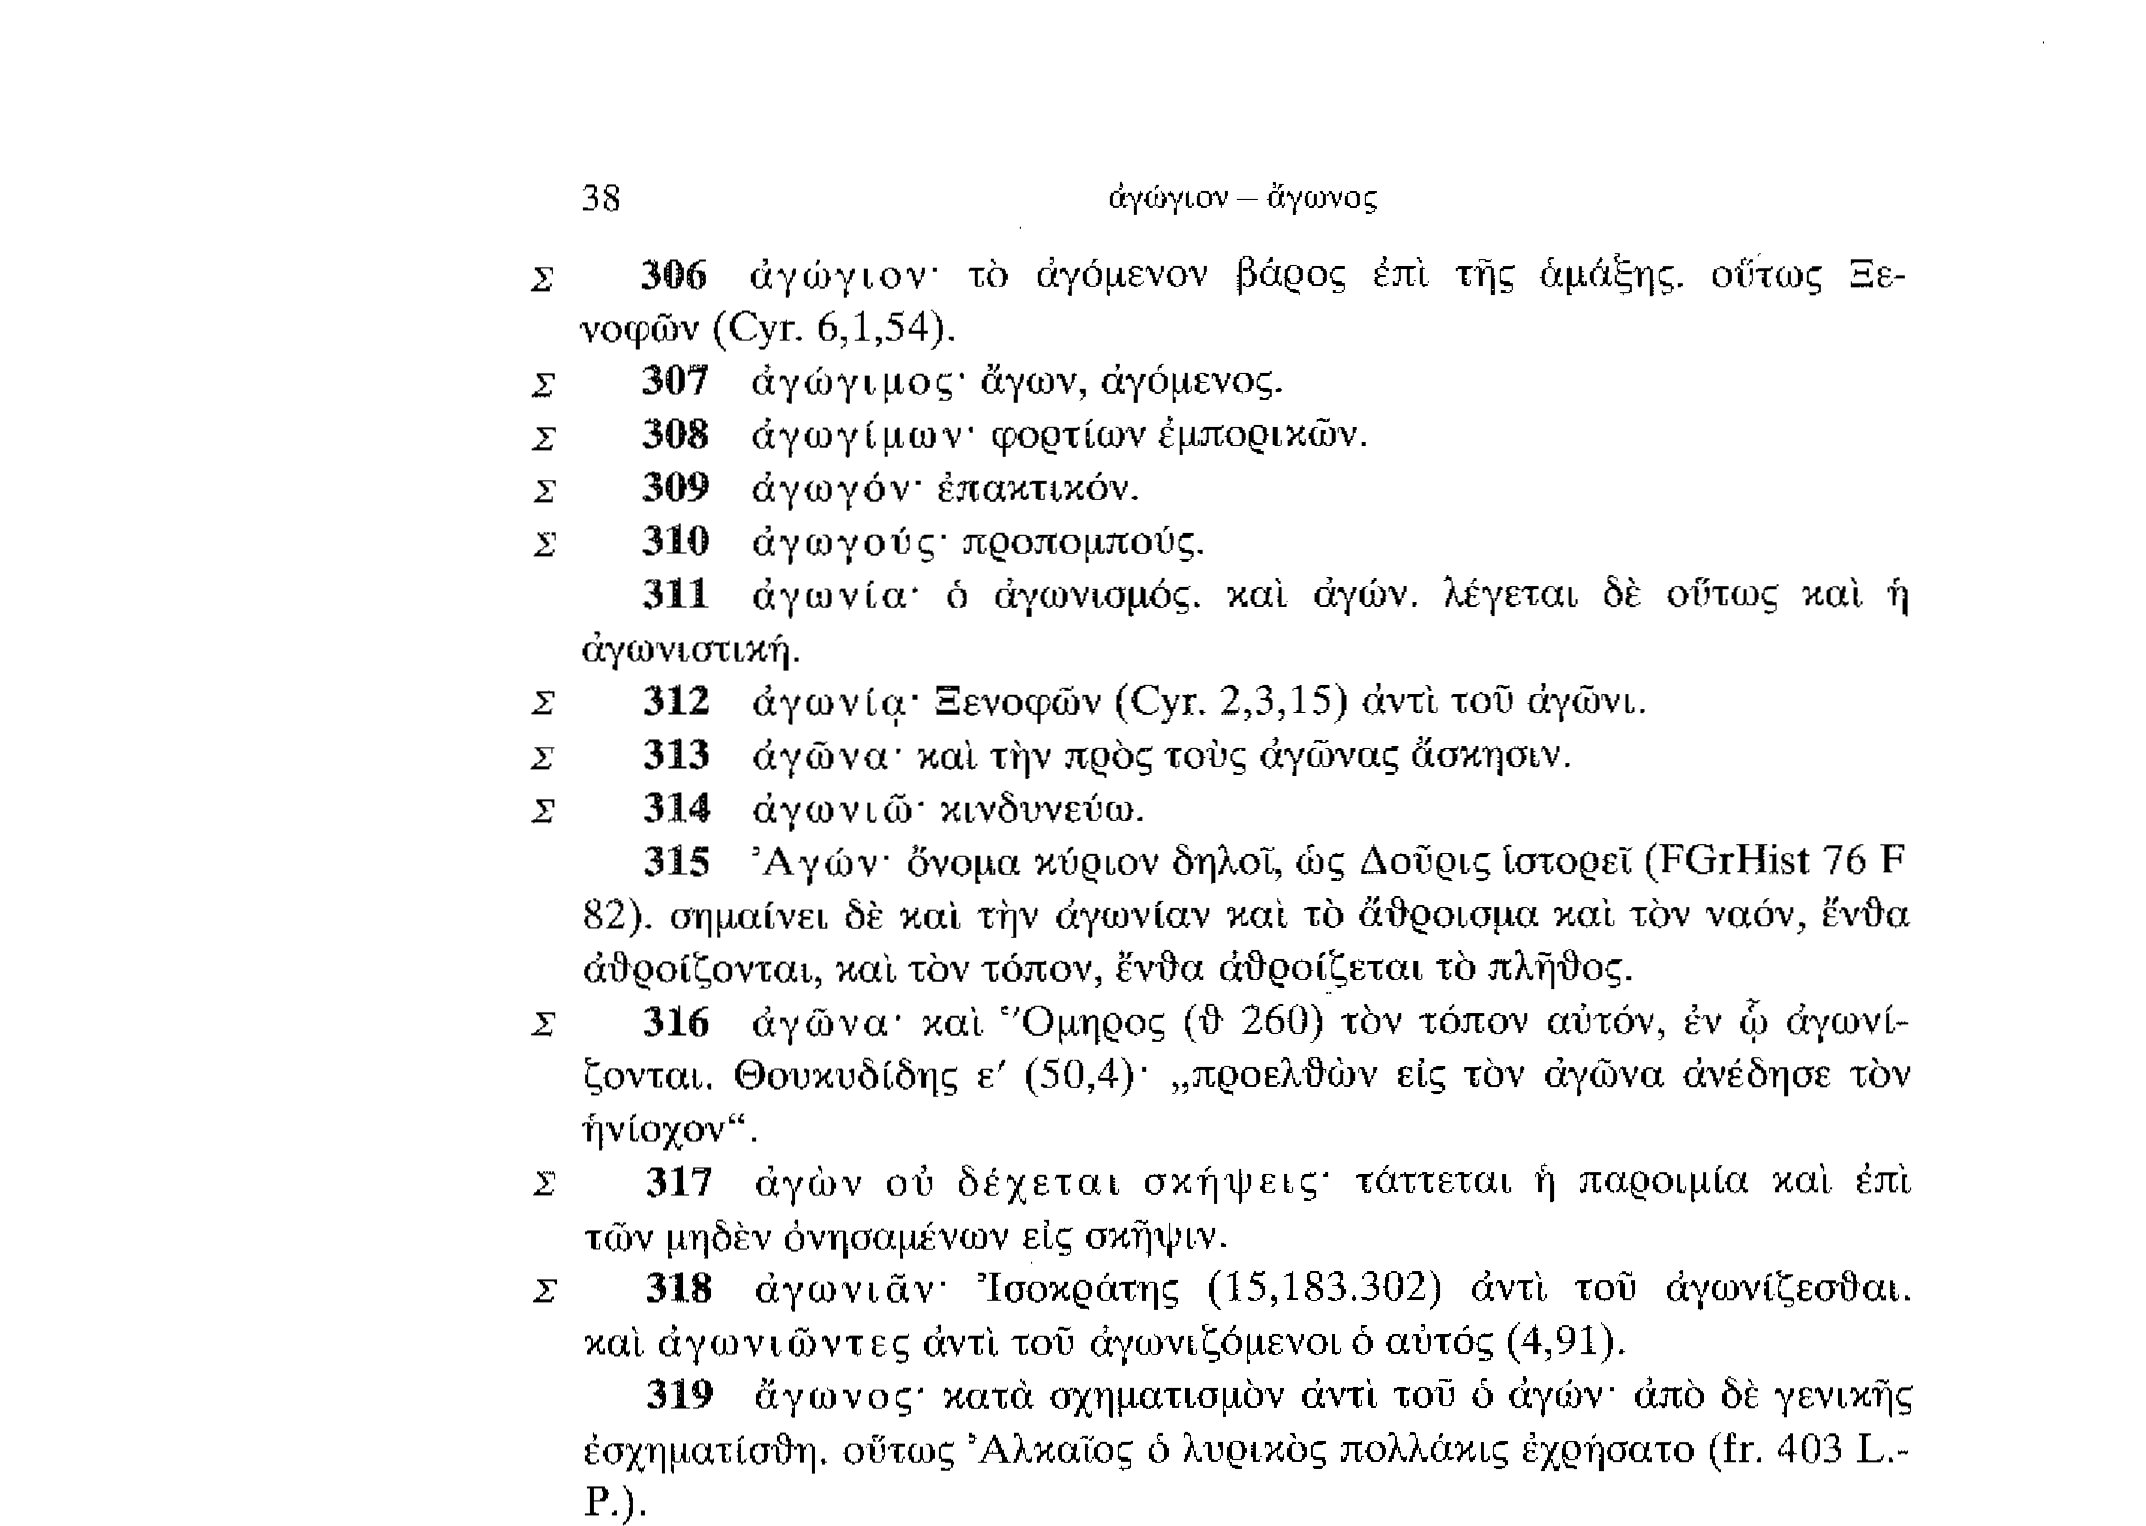 38 ἀγώγιον – ἄγωνος
Σ 306 ἀγώγιον· τὸ ἀγόμενον βάρος ἐπὶ τῆς ἁμάξης. οὕτως Ξε-
νοφῶν (Cyr. 6,1,54).
Σ 307 ἀγώγιμος· ἄγων, ἀγόμενος.
Σ 308 ἀγωγίμων· φορτίων ἐμπορικῶν.
Σ 309 ἀγωγόν· ἐπακτικόν.
Σ 310 ἀγωγούς· προπομπούς.
311 ἀγωνία· ὁ ἀγωνισμός. καὶ ἀγών. λέγεται δὲ οὕτως καὶ ἡ
ἀγωνιστική.
Σ 312 ἀγωνίᾳ· Ξενοφῶν (Cyr. 2,3,15) ἀντὶ τοῦ ἀγῶνι.
Σ 313 ἀγῶνα· καὶ τὴν πρὸς τοὺς ἀγῶνας ἄσκησιν.
Σ 314 ἀγωνιῶ· κινδυνεύω.
315 Ἀγών· ὄνομα κύριον δηλοῖ, ὡς Δοῦρις ἱστορεῖ (FGrHist 76 F
82). σημαίνει δὲ καὶ τὴν ἀγωνίαν καὶ τὸ ἄθροισμα καὶ τὸν ναόν, ἔνθα
ἀθροίζονται, καὶ τὸν τόπον, ἔνθα ἀθροίζεται τὸ πλῆθος.
Σ 316 ἀγῶνα· καὶ Ὅμηρος (θ 260) τὸν τόπον αὐτόν, ἐν ᾧ ἀγωνί-
ζονται. Θουκυδίδης ε′ (50,4)· „προελθὼν εἰς τὸν ἀγῶνα ἀνέδησε τὸν
ἡνίοχον“.
Σ 317 ἀγὼν οὐ δέχεται σκήψεις· τάττεται ἡ παροιμία καὶ ἐπὶ
τῶν μηδὲν ὀνησαμένων εἰς σκῆψιν.
Σ 318 ἀγωνιᾶν· Ἰσοκράτης (15,183.302) ἀντὶ τοῦ ἀγωνίζεσθαι.
καὶ ἀγωνιῶντες ἀντὶ τοῦ ἀγωνιζόμενοι ὁ αὐτός (4,91).
319 ἄγωνος· κατὰ σχηματισμὸν ἀντὶ τοῦ ὁ ἀγών· ἀπὸ δὲ γενικῆς
ἐσχηματίσθη. οὕτως Ἀλκαῖος ὁ λυρικὸς πολλάκις ἐχρήσατο (fr. 403 L.-
P.).